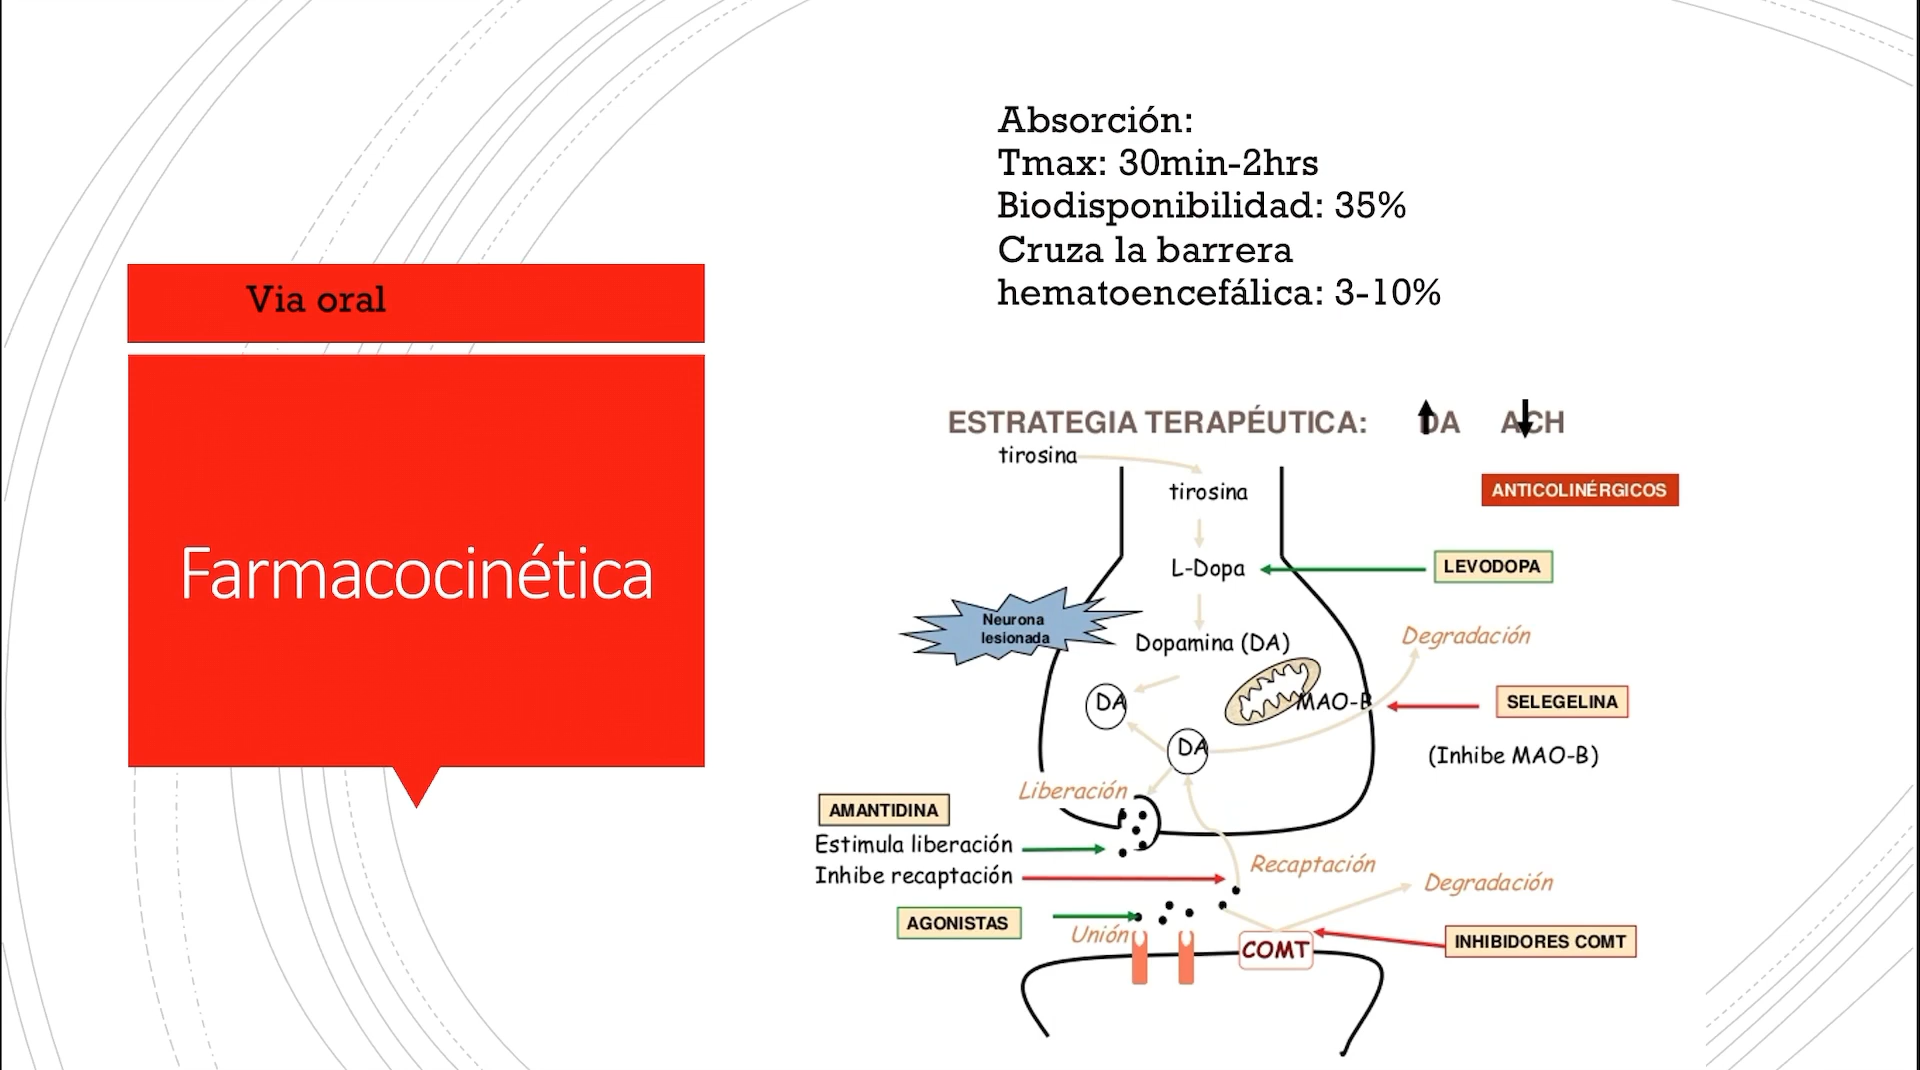 Via oral
Farmacocinética
Absorción:
Tmax: 30min-2hrs
Biodisponibilidad: 35%
Cruza la barrera
hematoencefálica: 3-10%
ESTRATEGIA TERAPÉUTICA: DA ACH
tirosina
tirosina
ANTICOLINÉRGICOS
L-Dopa
LEVODOPA
Neurona
lesionada
Dopamina (DA)
Degradación
DA
MAO-B
SELEGELINA
DA
(Inhibe MAO-B)
Liberación
AMANTIDINA
Estimula liberación
Inhibe recaptación
Recaptación
Degradación
AGONISTAS
Unión
COMT
INHIBIDORES COMT